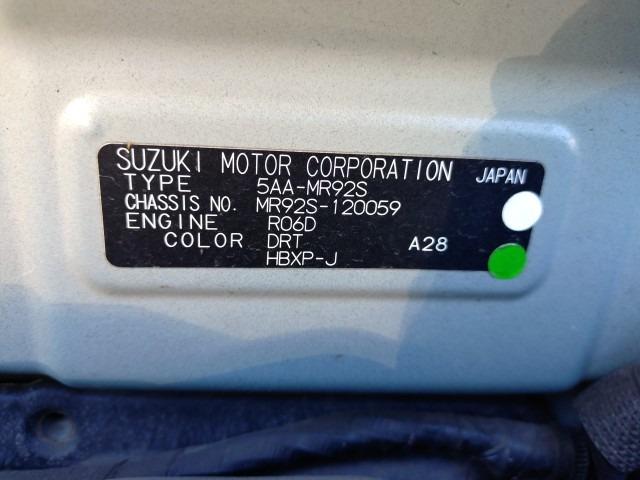 SUZUKI MOTOR CORPORATION JAPAN
TYPE 5AA-MR92S
CHASSIS NO. MR92S-120059
ENGINE R06D
COLOR DRT A28
HBXP-J